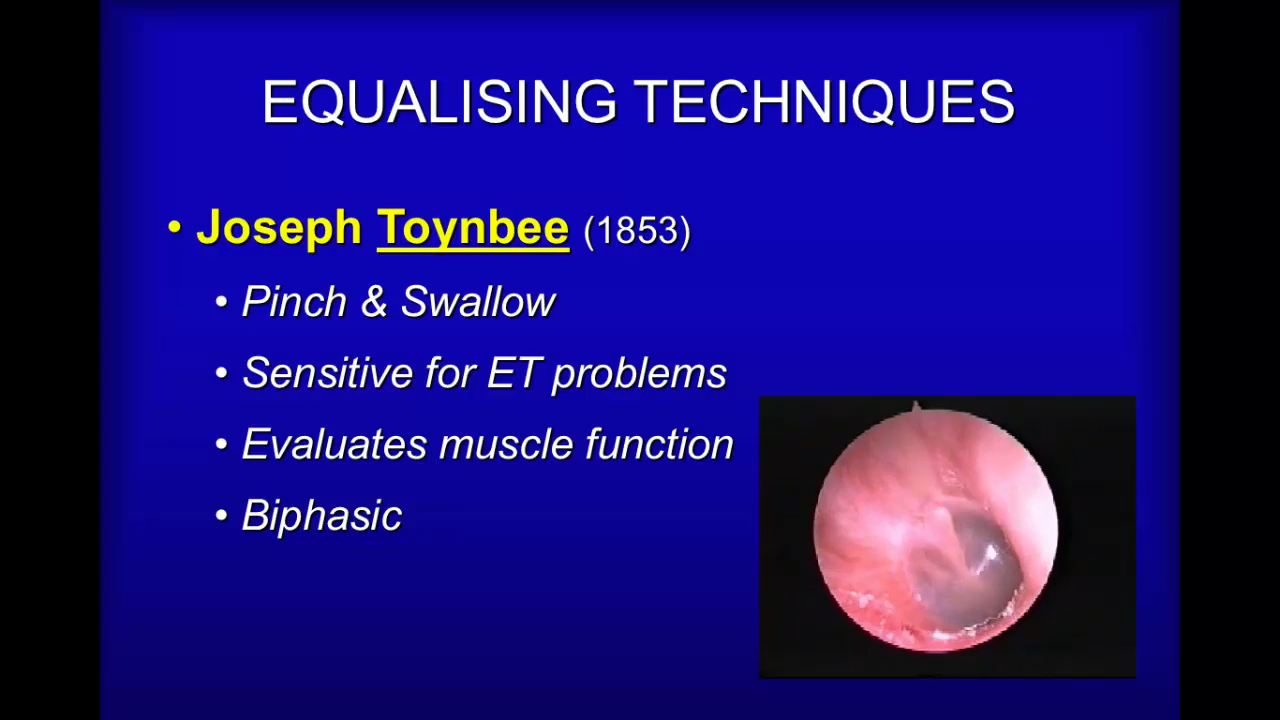 EQUALISING TECHNIQUES
• Joseph Toynbee (1853)
• Pinch & Swallow
• Sensitive for ET problems
• Evaluates muscle function
• Biphasic